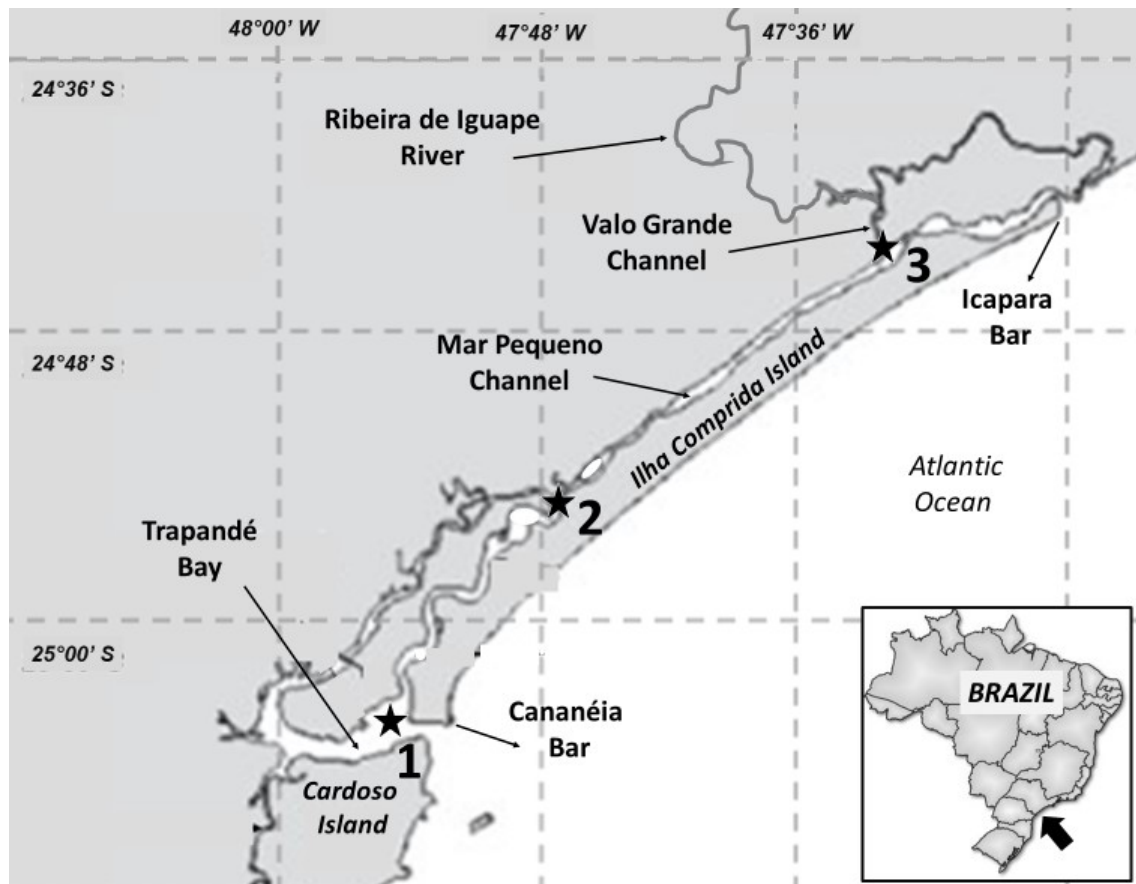 48°00’ W
47°48’ W
47°36’ W
24°36’ S
Ribeira de Iguape
River
Valo Grande
Channel
3
Icapara
Bar
24°48’ S
Mar Pequeno
Channel
Ilha Comprida Island
Atlantic
Ocean
2
Trapandé
Bay
25°00’ S
Cananéia
Bar
1
Cardoso
Island
BRAZIL